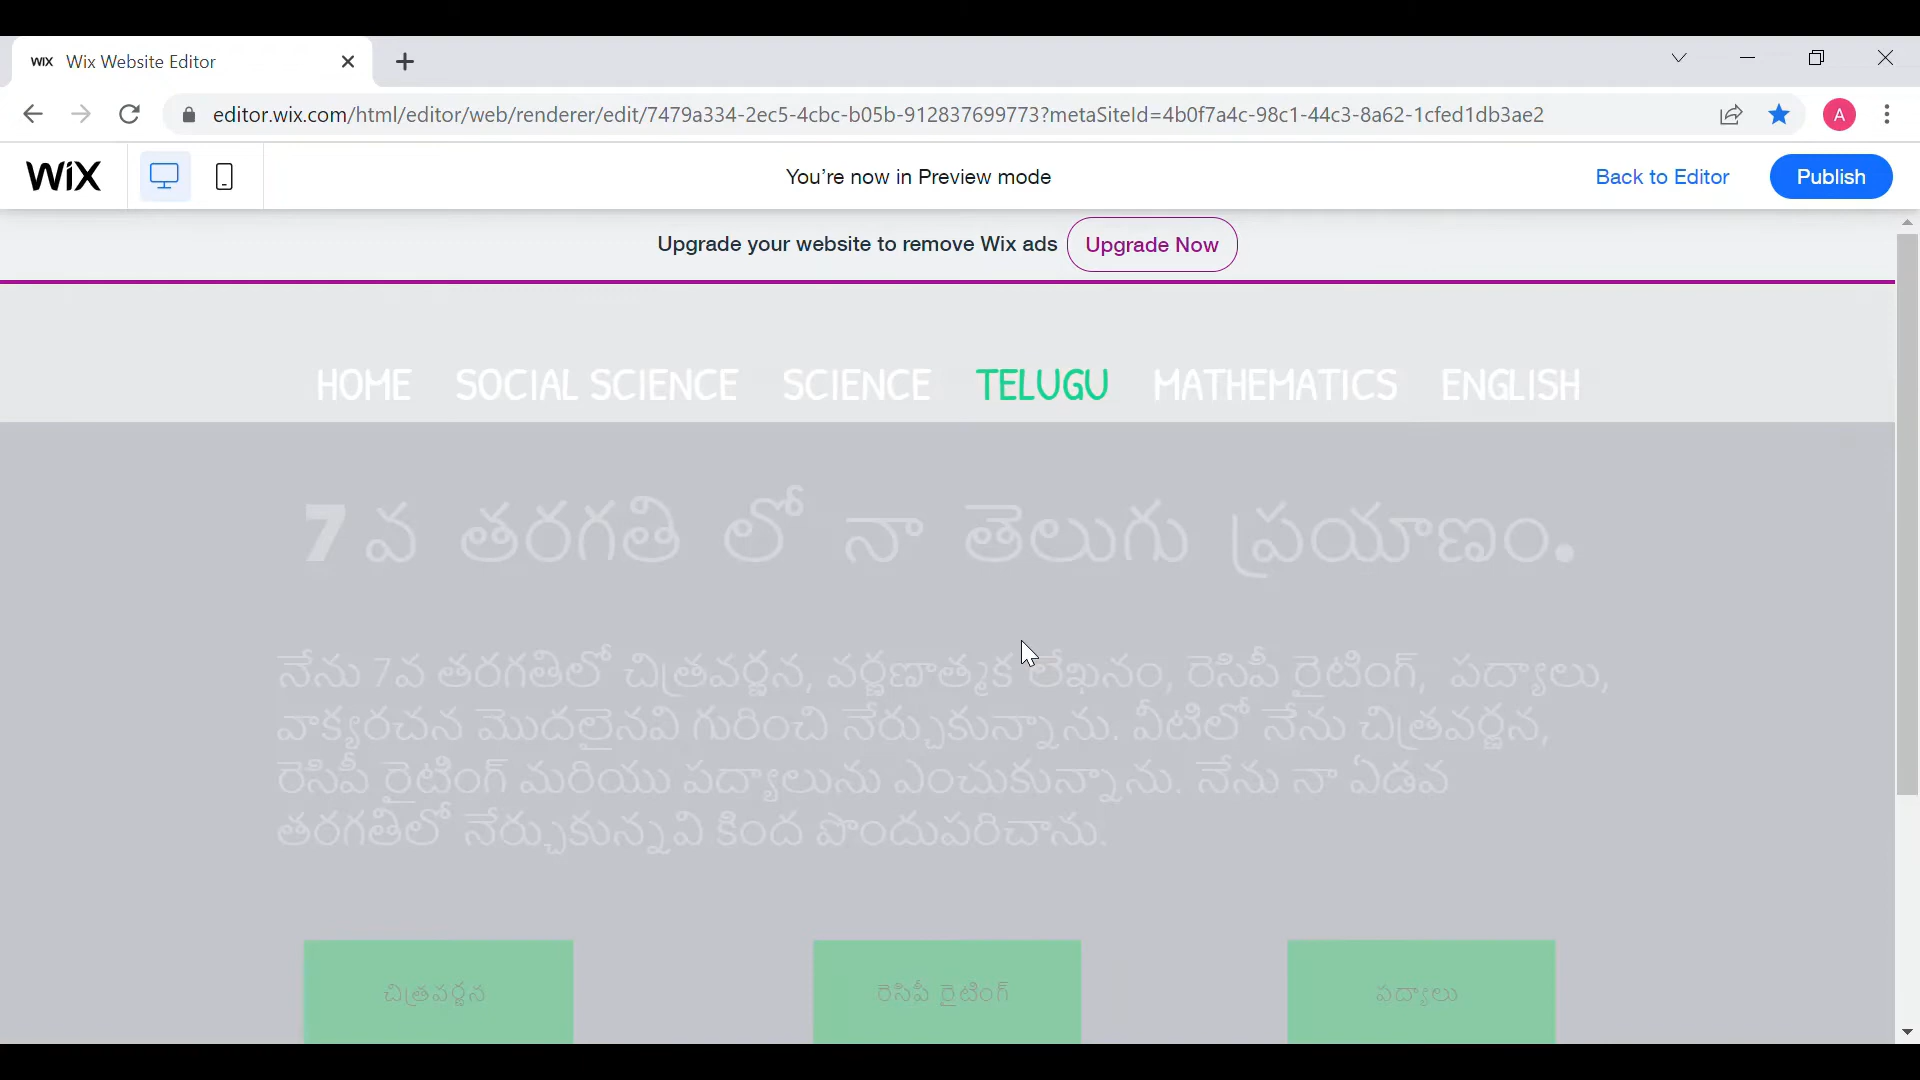 WIX Wix Website Editor
editor.wix.com/html/editor/web/renderer/edit/7479a334-2ec5-4cbc-b05b-912837699773?metaSiteId=4b0f7a4c-98c1-44c3-8a62-1cfed1db3ae2
A
WIX
You're now in Preview mode
Back to Editor
Publish
Upgrade your website to remove Wix ads
Upgrade Now
HOME SOCIAL SCIENCE SCIENCE TELUGU MATHEMATICS ENGLISH
7వ తరగతి లో నా తెలుగు ప్రయాణం.
నేను 7వ తరగతిలో చిత్రవర్ణన, వర్ణణాత్మక లేఖనం, రెసిపీ రైటింగ్, పద్యాలు,
వాక్యరచన మొదలైనవి గురించి నేర్చుకున్నాను. వీటిలో నేను చిత్రవర్ణన,
రెసిపీ రైటింగ్ మరియు పద్యాలును ఎంచుకున్నాను. నేను నా ఏడవ
తరగతిలో నేర్చుకున్నవి కింద పొందుపరిచాను.
చిత్రవర్ణన
రెసిపీ రైటింగ్
పద్యాలు